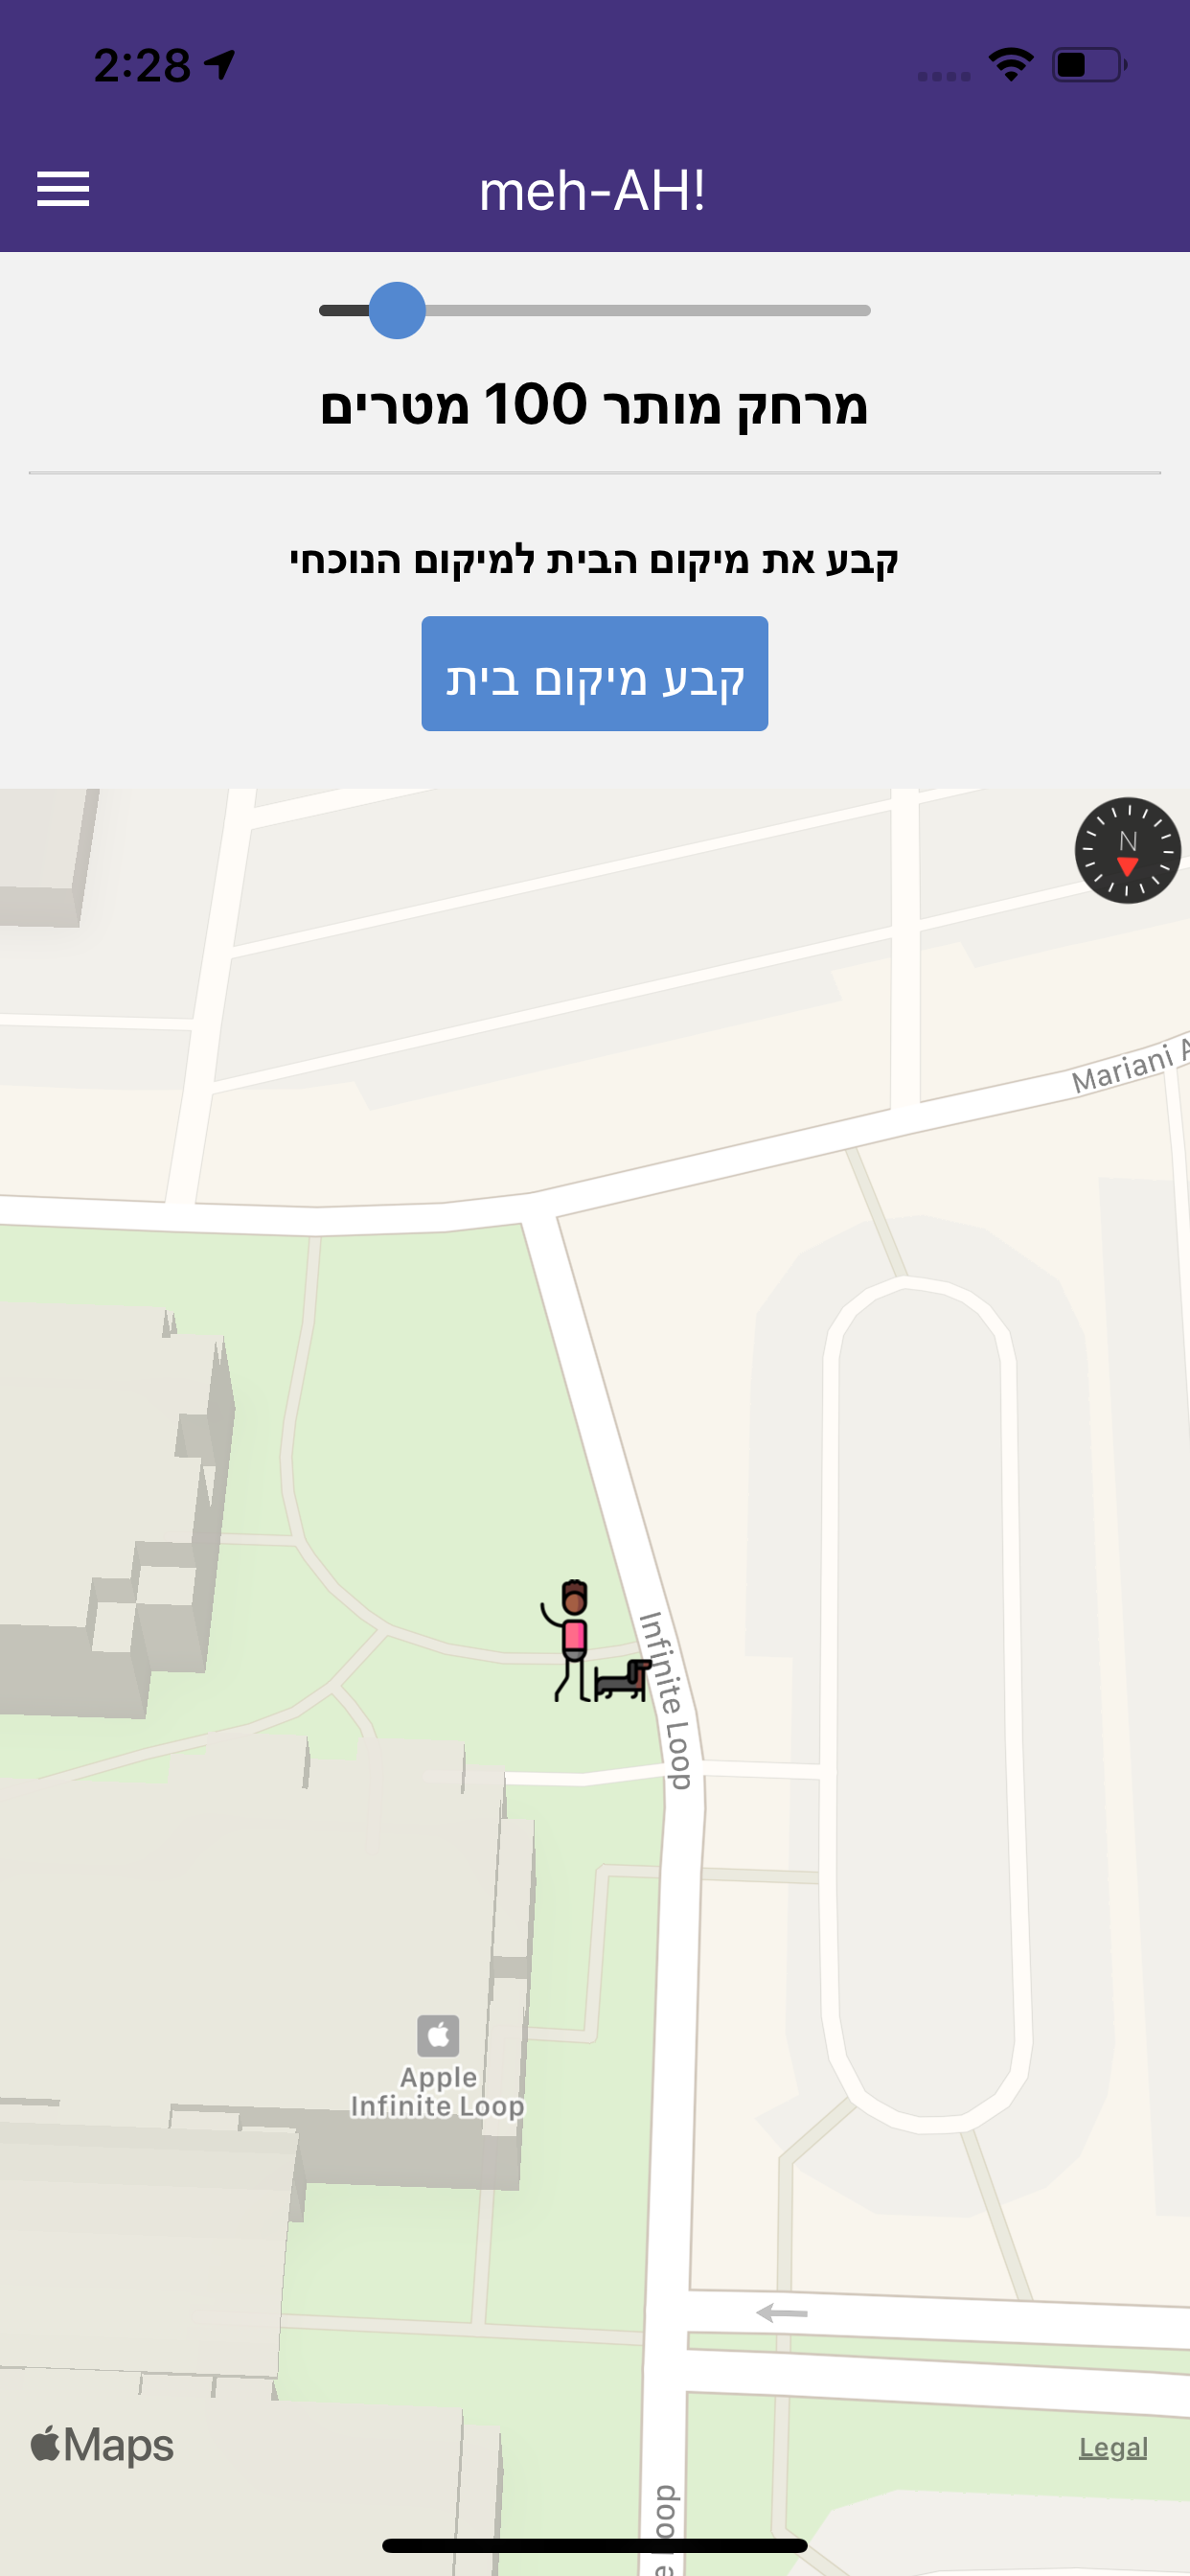 2:28
meh-AH!
מרחק מותר 100 מטרים
קבע את מיקום הבית למיקום הנוכחי
קבע מיקום בית
N
Mariani A
Infinite Loop
Apple
Infinite Loop
Maps
Legal
e Loop